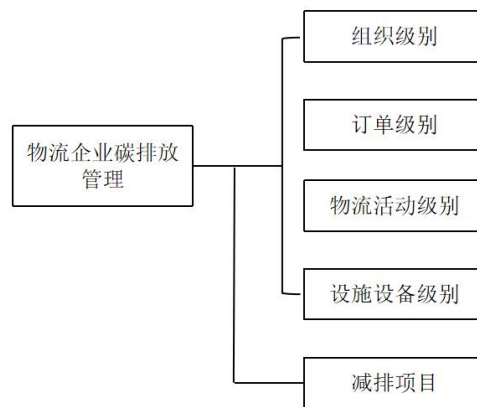 组织级别
订单级别
物流企业碳排放
管理
物流活动级别
设施设备级别
减排项目